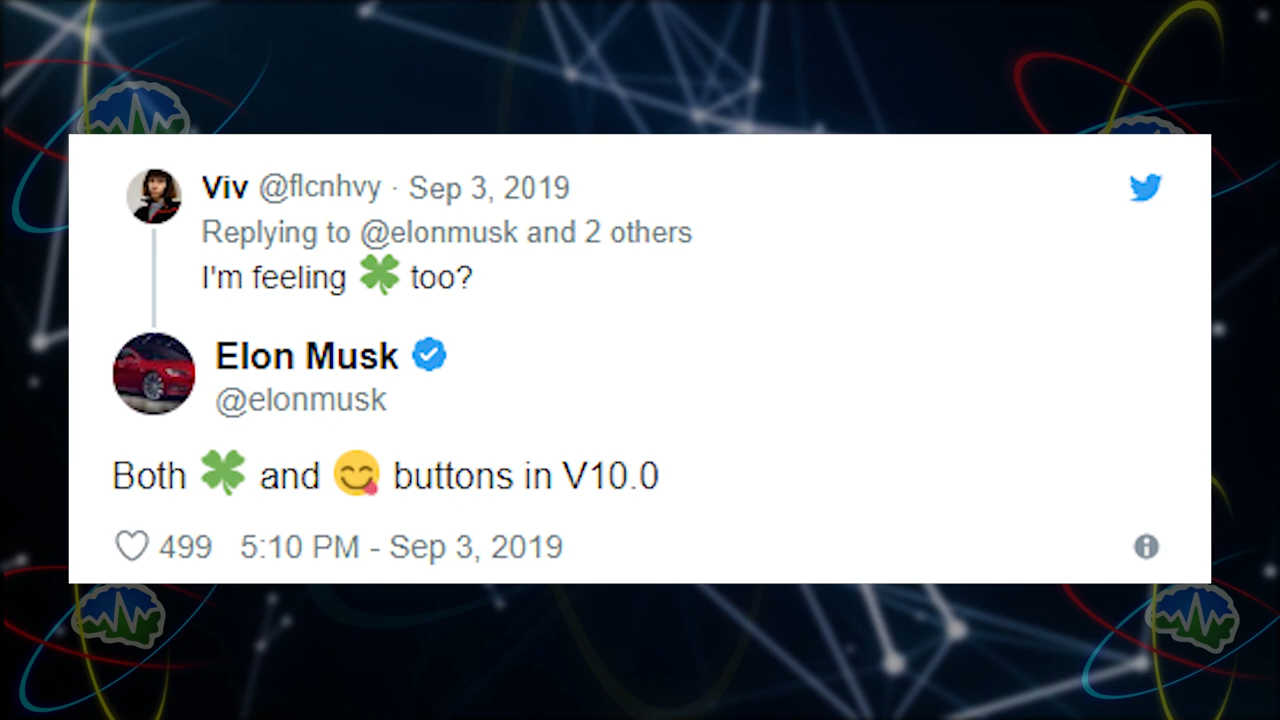 Viv @flcnhvy · Sep 3, 2019
Replying to @elonmusk and 2 others
I'm feeling 🍀 too?
Elon Musk
@elonmusk
Both 🍀 and 😋 buttons in V10.0
499 5:10 PM - Sep 3, 2019